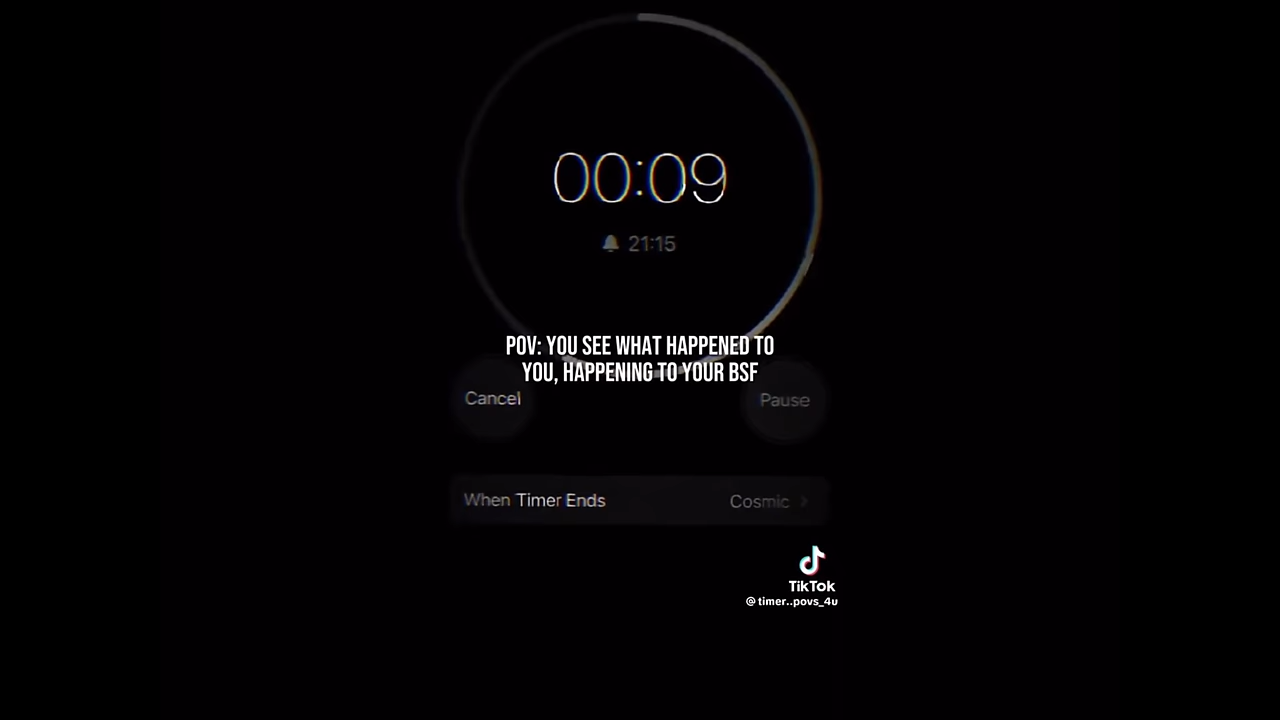 00:09
21:15
POV: YOU SEE WHAT HAPPENED TO
YOU, HAPPENING TO YOUR BSF
Cancel
Pause
When Timer Ends
Cosmic
TikTok
@timer..povs_4u